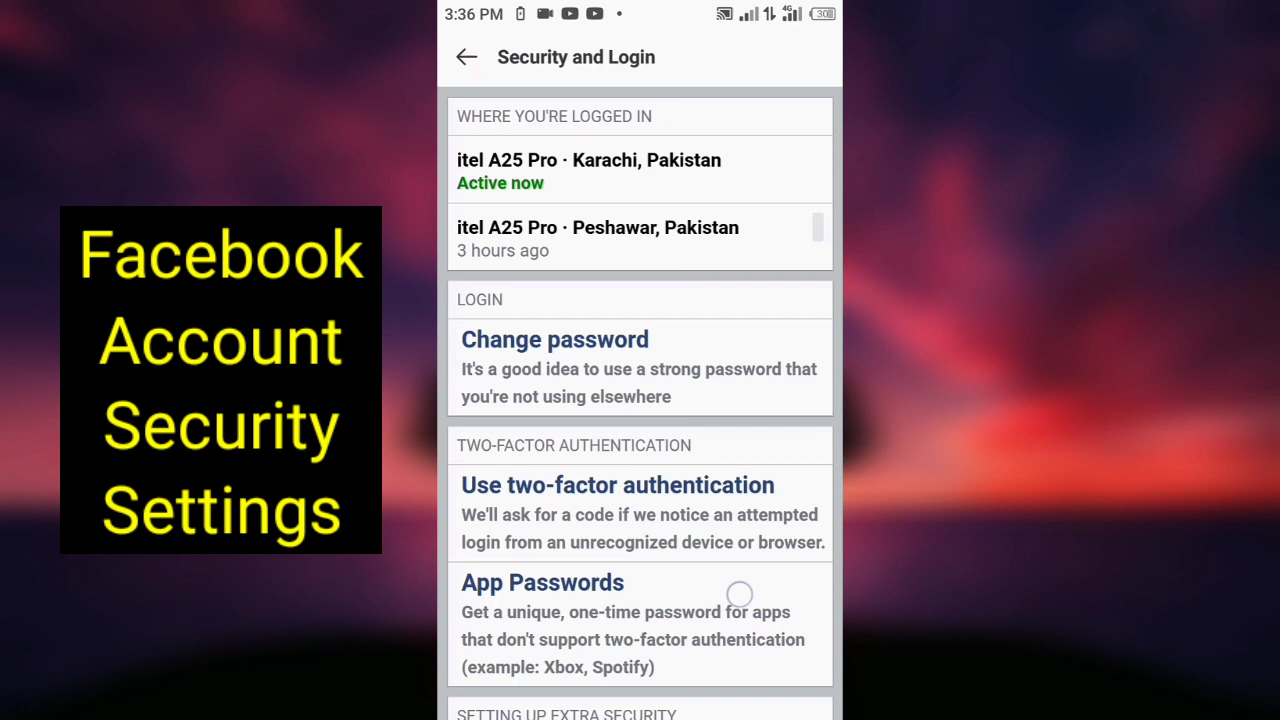 3:36 PM
4G
30
Security and Login
WHERE YOU'RE LOGGED IN
itel A25 Pro · Karachi, Pakistan
Active now
itel A25 Pro · Peshawar, Pakistan
3 hours ago
LOGIN
Change password
It's a good idea to use a strong password that
you're not using elsewhere
TWO-FACTOR AUTHENTICATION
Use two-factor authentication
We'll ask for a code if we notice an attempted
login from an unrecognized device or browser.
App Passwords
Get a unique, one-time password for apps
that don't support two-factor authentication
(example: Xbox, Spotify)
SETTING UP EXTRA SECURITY
Facebook
Account
Security
Settings